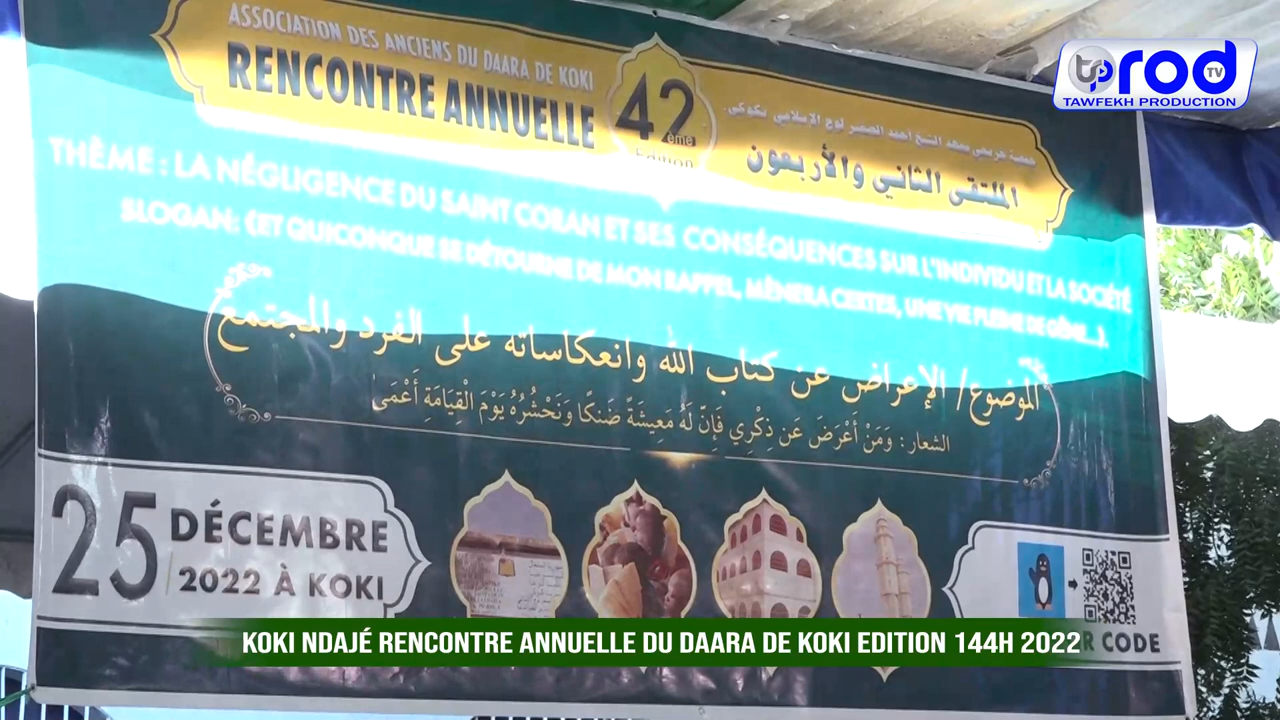 ASSOCIATION DES ANCIENS DU DAARA DE KOKI
RENCONTRE ANNUELLE
42
ème
Edition
الملتقى الثاني والأربعون
prod
TV
TAWFEKH PRODUCTION
THÈME : LA NÉGLIGENCE DU SAINT CORAN ET SES CONSÉQUENCES SUR L'INDIVIDU ET LA SOCIÉTÉ
SLOGAN: (ET QUICONQUE SE DÉTOURNE DE MON RAPPEL, MÈNERA CERTES, UNE VIE PLEINE DE GÊNE...).
الموضوع/ الإعراض عن كتاب الله وانعكاساته على الفرد والمجتمع
الشعار : وَمَنْ أَعْرَضَ عَن ذِكْرِي فَإِنَّ لَهُ مَعِيشَةً ضَنكًا وَنَحْشُرُهُ يَوْمَ الْقِيَامَةِ أَعْمَى
25 DÉCEMBRE
2022 À KOKI
R CODE
KOKI NDAJÉ RENCONTRE ANNUELLE DU DAARA DE KOKI EDITION 144H 2022